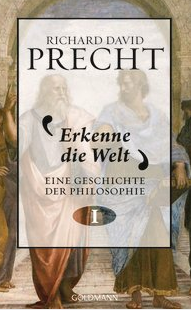 RICHARD DAVID
PRECHT
Erkenne
die Welt
EINE GESCHICHTE
DER PHILOSOPHIE
I
GOLDMANN